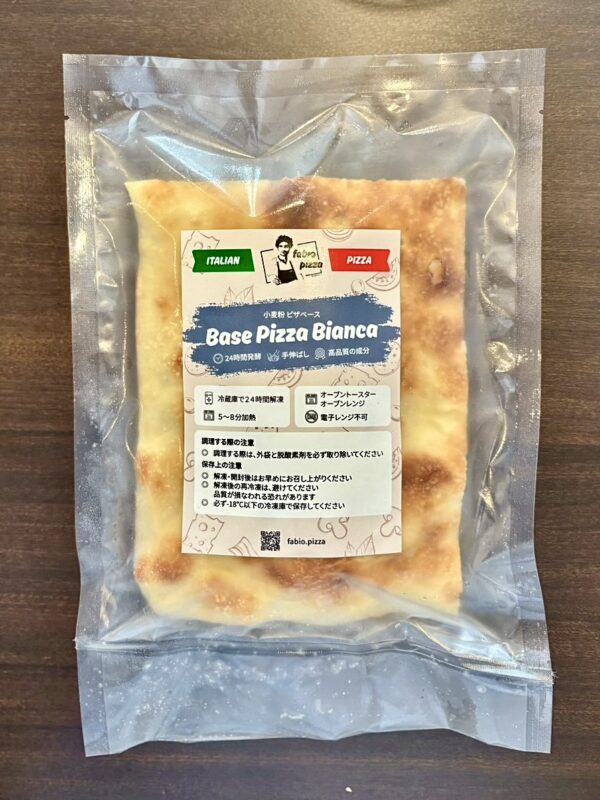 ITALIAN
fabio
pizza
PIZZA
小麦粉 ピザベース
Base Pizza Bianca
24時間発酵 手伸ばし 高品質の成分
冷蔵庫で24時間解凍
オーブントースター
オーブンレンジ
5〜8分加熱
電子レンジ不可
調理する際の注意
◎ 調理する際は、外袋と脱酸素剤を必ず取り除いてください
保存上の注意
◎ 解凍・開封後はお早めにお召し上がりください
◎ 解凍後の再冷凍は、避けてください
品質が損なわれる恐れがあります
◎ 必ず-18°C以下の冷凍庫で保存してください
fabio.pizza